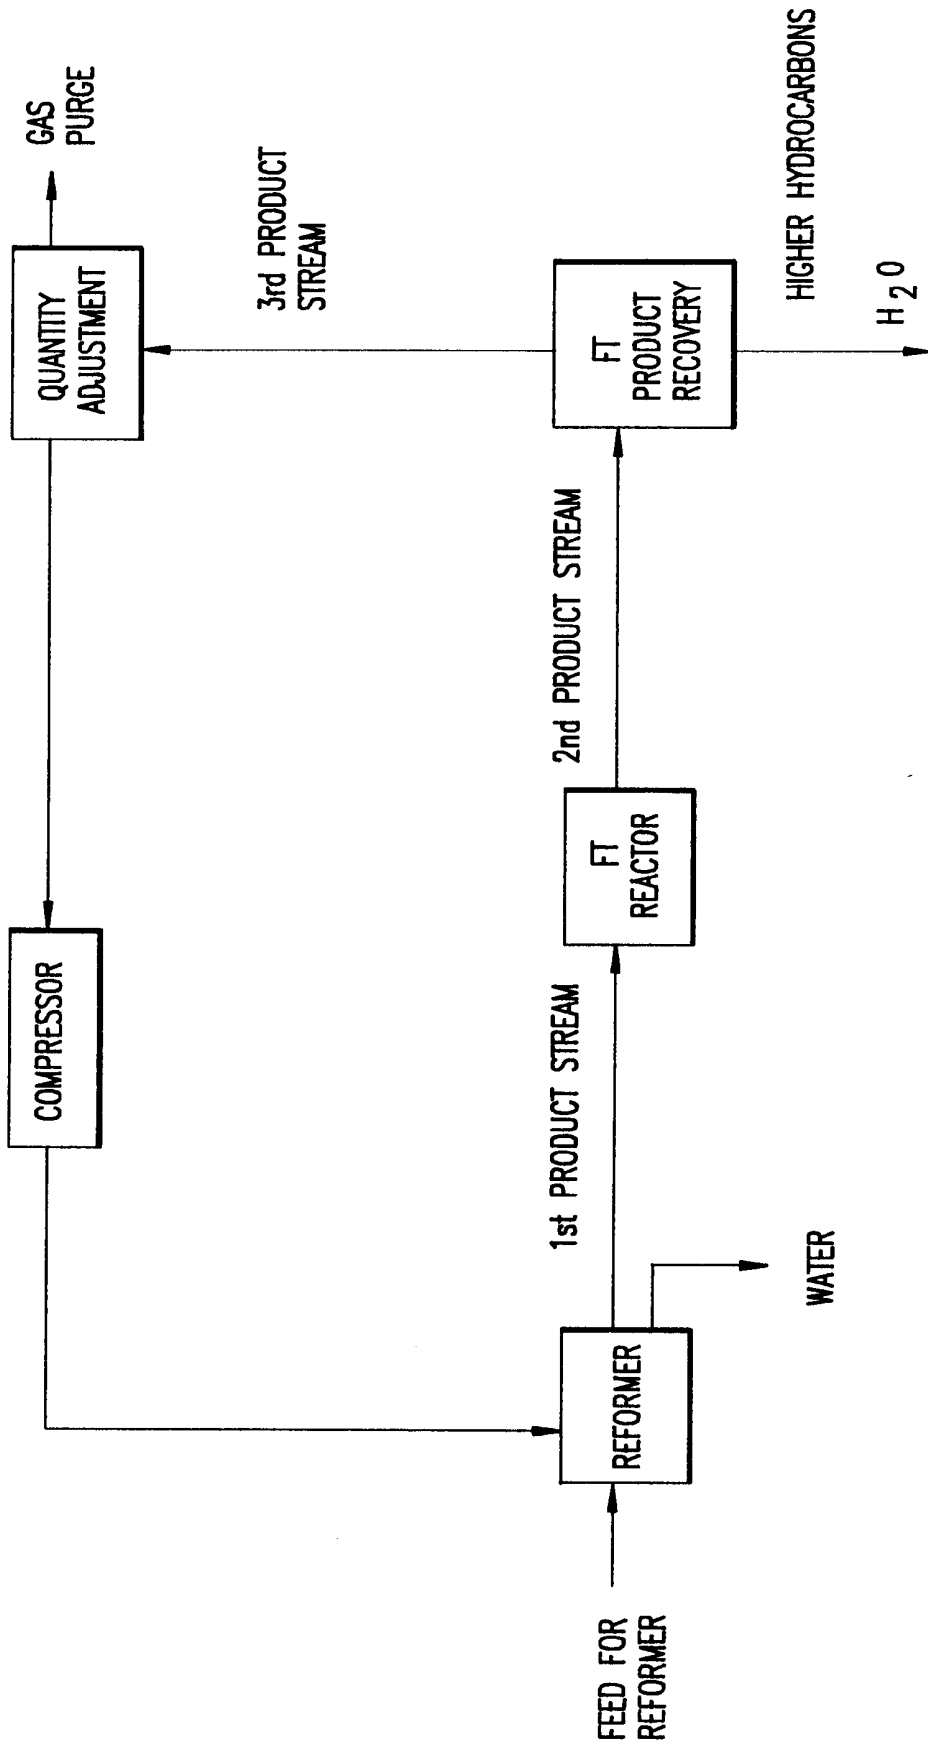 FEED FOR
REFORMER
REFORMER
WATER
1st PRODUCT STREAM
FT
REACTOR
2nd PRODUCT STREAM
FT
PRODUCT
RECOVERY
HIGHER HYDROCARBONS
H2O
3rd PRODUCT
STREAM
QUANTITY
ADJUSTMENT
GAS
PURGE
COMPRESSOR